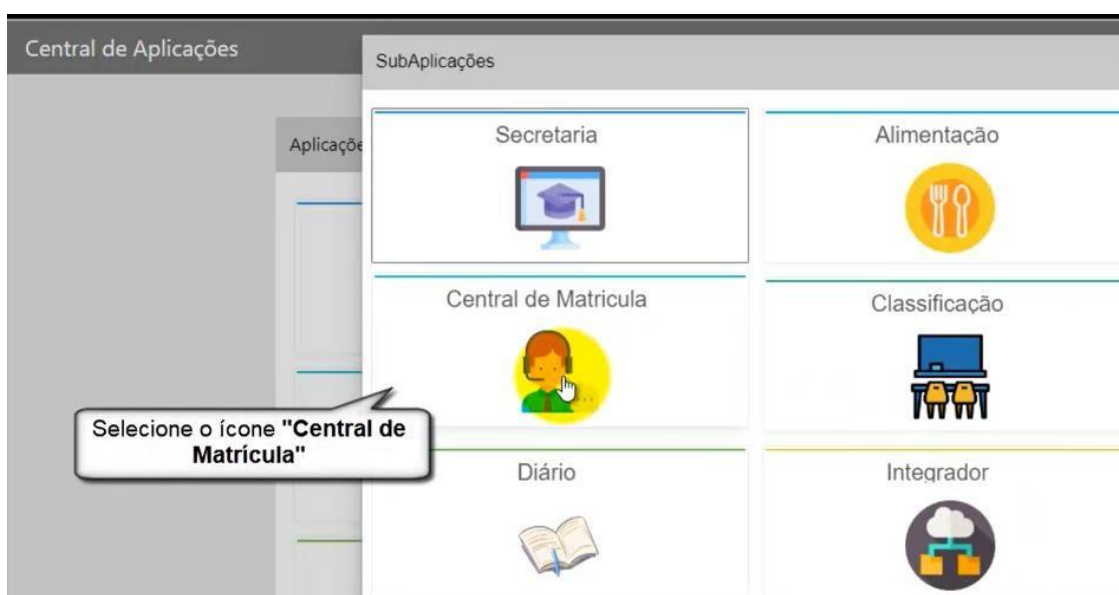 Central de Aplicações
SubAplicações
Aplicaçõe
Secretaria
Alimentação
Central de Matricula
Classificação
Selecione o ícone "Central de
Matrícula"
Diário
Integrador